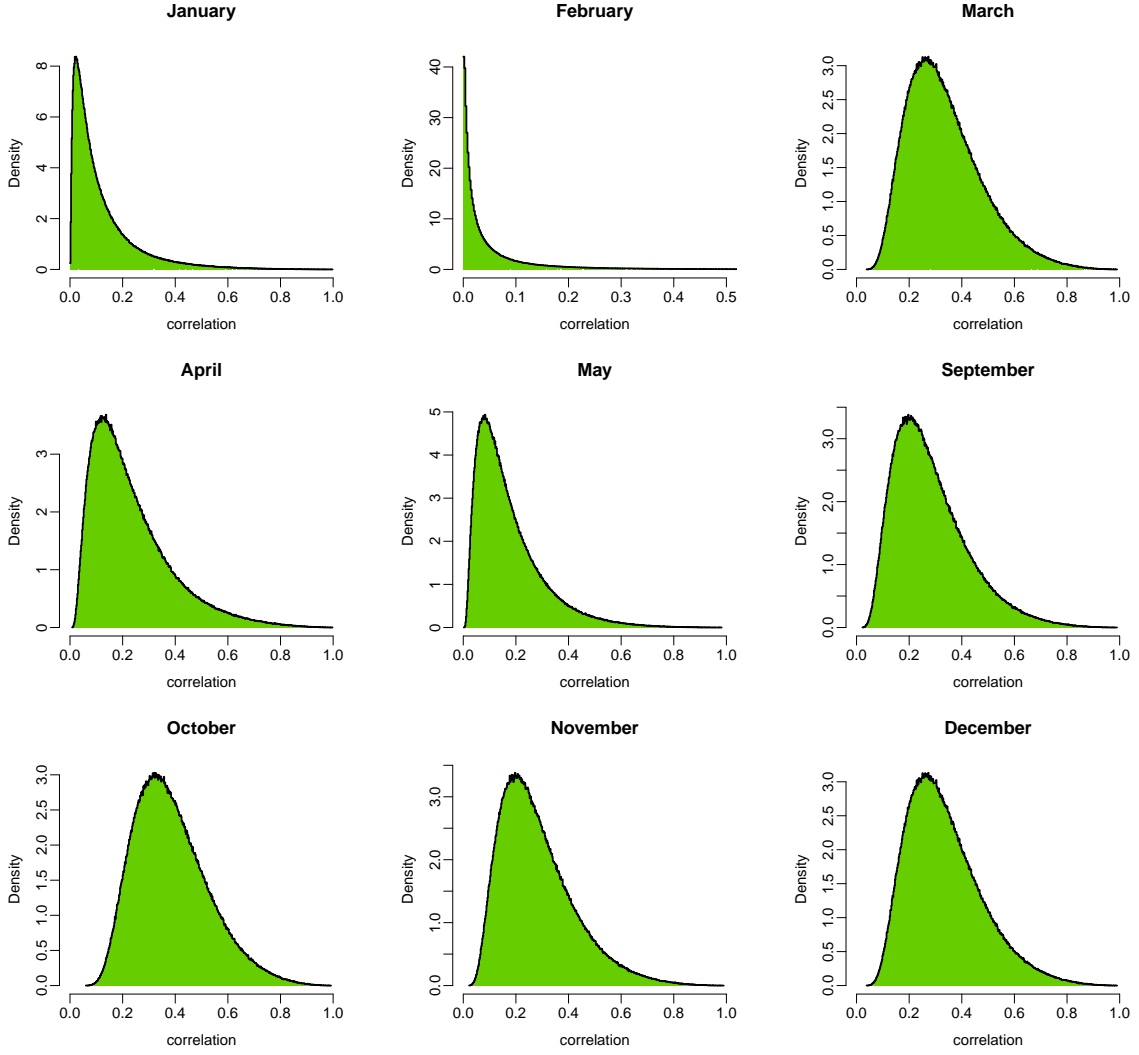 January
February
March
Density
0 2 4 6 8
0.0 0.2 0.4 0.6 0.8 1.0
correlation
Density
0 10 20 30 40
0.0 0.1 0.2 0.3 0.4 0.5
correlation
Density
0.0 0.5 1.0 1.5 2.0 2.5 3.0
0.0 0.2 0.4 0.6 0.8 1.0
correlation
April
May
September
Density
0 1 2 3
0.0 0.2 0.4 0.6 0.8 1.0
correlation
Density
0 1 2 3 4 5
0.0 0.2 0.4 0.6 0.8 1.0
correlation
Density
0.0 1.0 2.0 3.0
0.0 0.2 0.4 0.6 0.8 1.0
correlation
October
November
December
Density
0.0 0.5 1.0 1.5 2.0 2.5 3.0
0.0 0.2 0.4 0.6 0.8 1.0
correlation
Density
0.0 1.0 2.0 3.0
0.0 0.2 0.4 0.6 0.8 1.0
correlation
Density
0.0 0.5 1.0 1.5 2.0 2.5 3.0
0.0 0.2 0.4 0.6 0.8 1.0
correlation